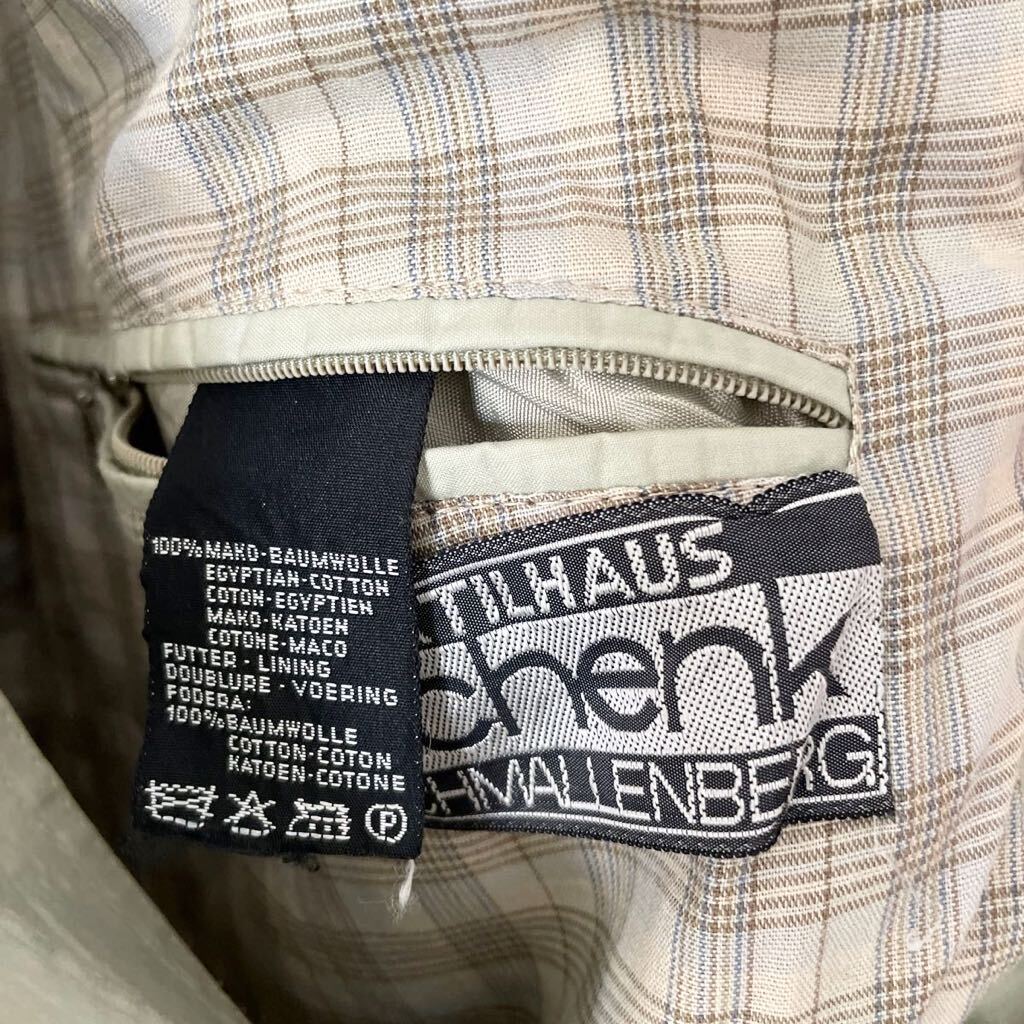 100% MAKO-BAUMWOLLE
EGYPTIAN-COTTON
COTON-EGYPTIEN
MAKO-KATOEN
COTONE-MACO
FUTTER - LINING
DOUBLURE - VOERING
FODERA:
100% BAUMWOLLE
COTTON-COTON
KATOEN-COTONE
P
TILHAUS
chenk
CHMALLENBERG